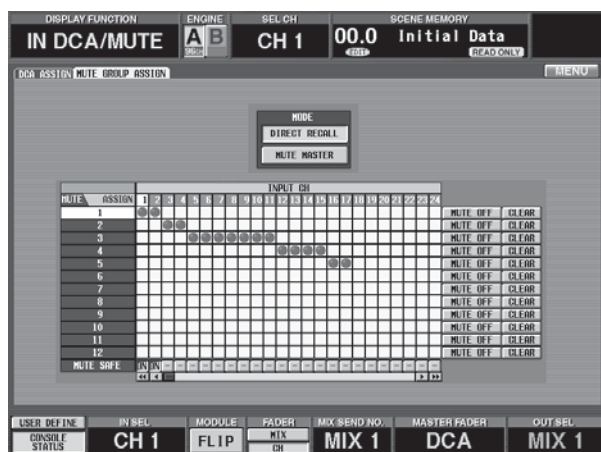 DISPLAY FUNCTION ENGINE SEL CH SCENE MEMORY
IN DCA/MUTE A B CH 1 00.0 Initial Data
96CH EDIT READ ONLY
DCA ASSIGN MUTE GROUP ASSIGN MENU
MODE
DIRECT RECALL
MUTE MASTER
INPUT CH
MUTE ASSIGN 1 2 3 4 5 6 7 8 9 10 11 12 13 14 15 16 17 18 19 20 21 22 23 24
1 MUTE OFF CLEAR
2 MUTE OFF CLEAR
3 MUTE OFF CLEAR
4 MUTE OFF CLEAR
5 MUTE OFF CLEAR
6 MUTE OFF CLEAR
7 MUTE OFF CLEAR
8 MUTE OFF CLEAR
9 MUTE OFF CLEAR
10 MUTE OFF CLEAR
11 MUTE OFF CLEAR
12 MUTE OFF CLEAR
MUTE SAFE ON ON - - - - - - - - - - - - - - - - - - - - - -
USER DEFINE IN SEL MODULE FADER MIX SEND NO. MASTER FADER OUT SEL
CONSOLE STATUS CH 1 FLIP MIX CH MIX 1 DCA MIX 1